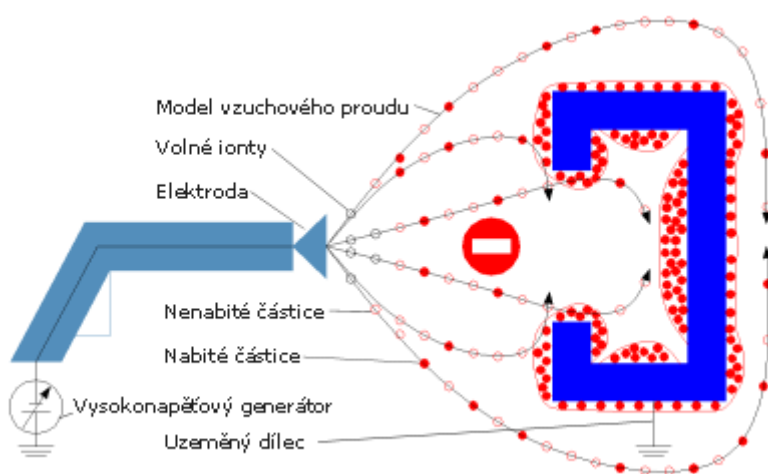 Model vzuchového proudu
Volné ionty
Elektroda
Nenabité částice
Nabité částice
Vysokonapěťový generátor
Uzeměný dílec